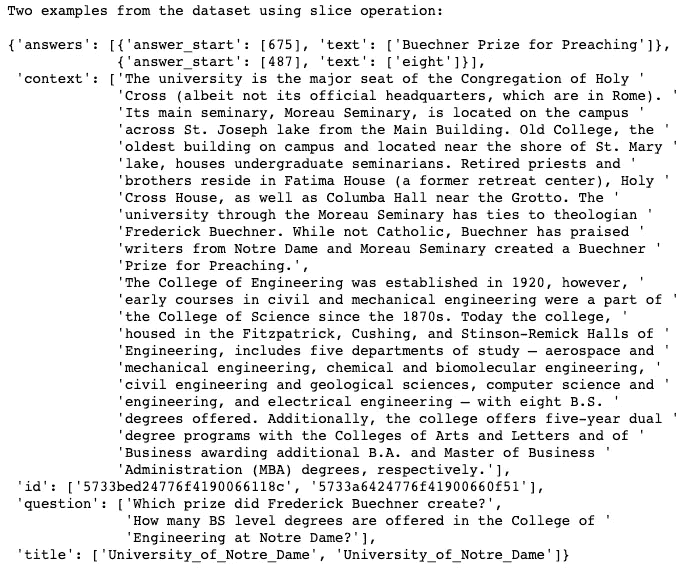 Two examples from the dataset using slice operation:
{'answers': [{'answer_start': [675], 'text': ['Buechner Prize for Preaching']},
{'answer_start': [487], 'text': ['eight']}],
'context': ['The university is the major seat of the Congregation of Holy '
'Cross (albeit not its official headquarters, which are in Rome). '
'Its main seminary, Moreau Seminary, is located on the campus '
'across St. Joseph lake from the Main Building. Old College, the '
'oldest building on campus and located near the shore of St. Mary '
'lake, houses undergraduate seminarians. Retired priests and '
'brothers reside in Fatima House (a former retreat center), Holy '
'Cross House, as well as Columba Hall near the Grotto. The '
'university through the Moreau Seminary has ties to theologian '
'Frederick Buechner. While not Catholic, Buechner has praised '
'writers from Notre Dame and Moreau Seminary created a Buechner '
'Prize for Preaching.',
'The College of Engineering was established in 1920, however, '
'early courses in civil and mechanical engineering were a part of '
'the College of Science since the 1870s. Today the college, '
'housed in the Fitzpatrick, Cushing, and Stinson-Remick Halls of '
'Engineering, includes five departments of study – aerospace and '
'mechanical engineering, chemical and biomolecular engineering, '
'civil engineering and geological sciences, computer science and '
'engineering, and electrical engineering – with eight B.S. '
'degrees offered. Additionally, the college offers five-year dual '
'degree programs with the Colleges of Arts and Letters and of '
'Business awarding additional B.A. and Master of Business '
'Administration (MBA) degrees, respectively.'],
'id': ['5733bed24776f4190066118c', '5733a6424776f41900660f51'],
'question': ['Which prize did Frederick Buechner create?',
'How many BS level degrees are offered in the College of '
'Engineering at Notre Dame?'],
'title': ['University_of_Notre_Dame', 'University_of_Notre_Dame']}